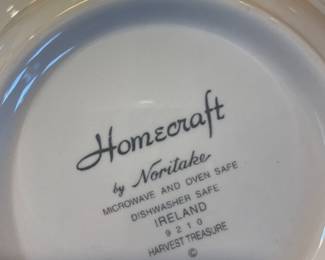 Homecraft
by Noritake
MICROWAVE AND OVEN SAFE
DISHWASHER SAFE
IRELAND
9210
HARVEST TREASURE
©